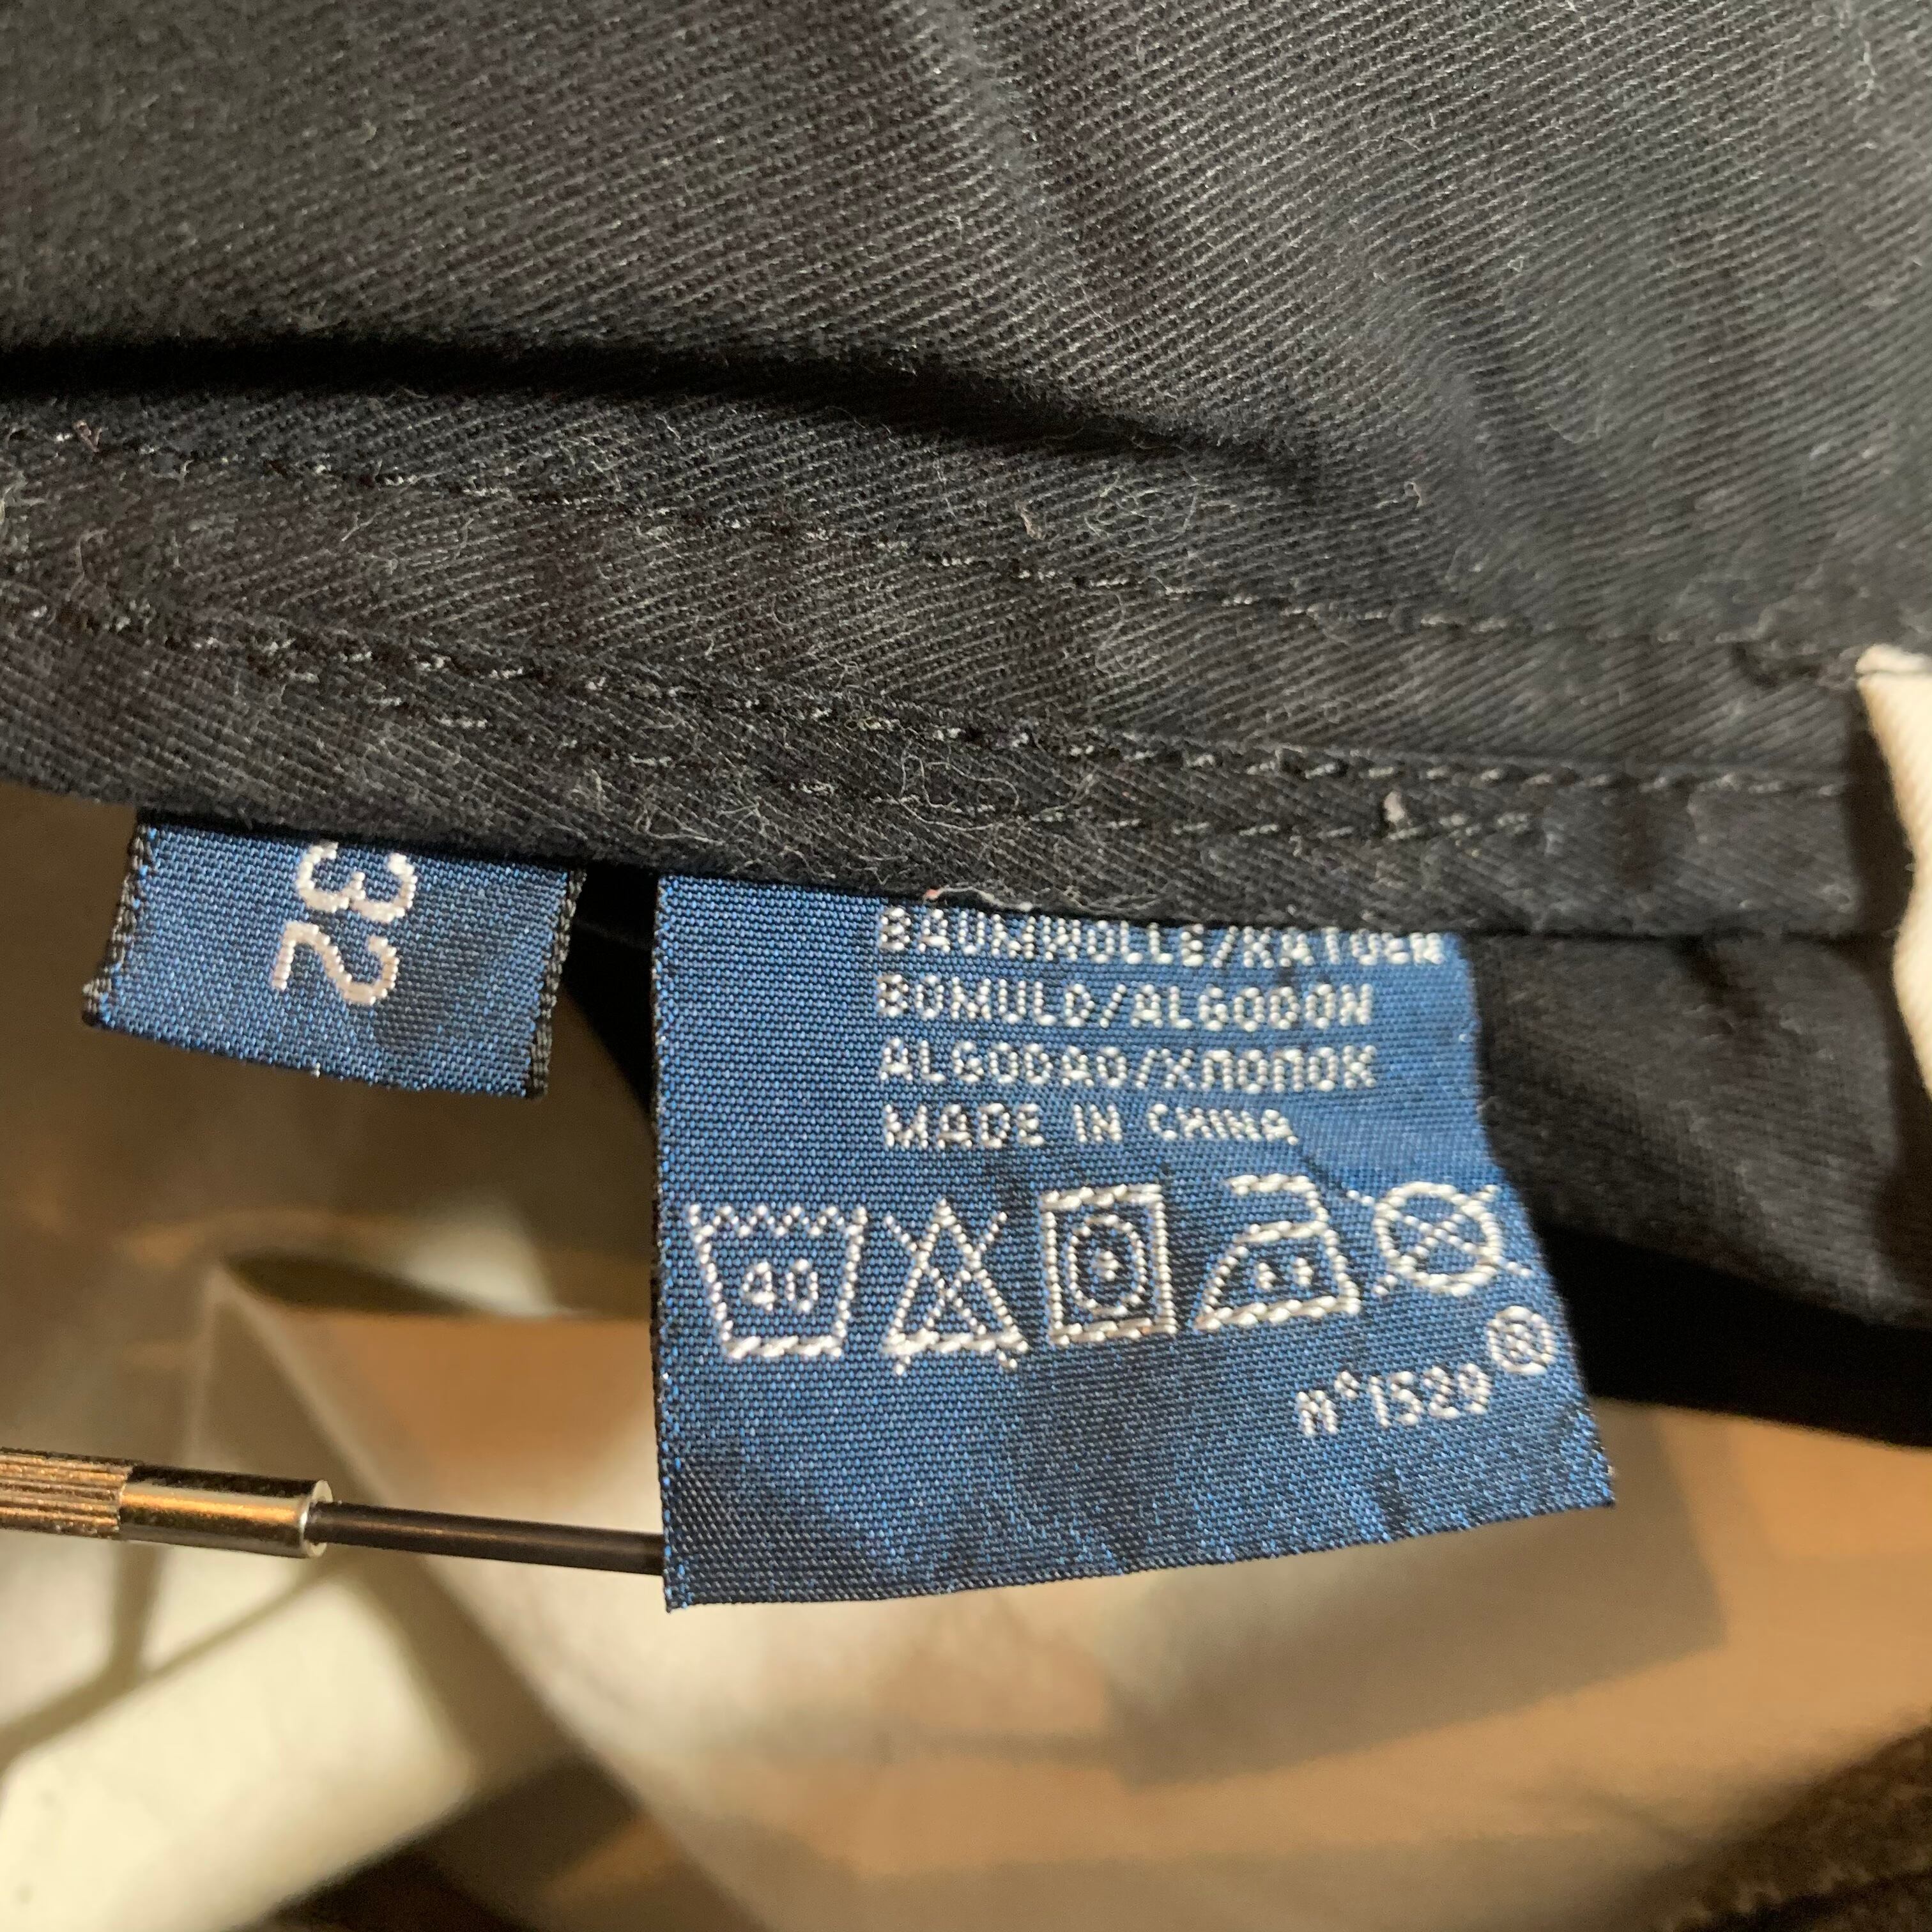 32
BAUMWOLLE/KATOEN
BOMULD/ALGODON
ALGODAO/ХЛОПОК
MADE IN CHINA
40
N°1529®